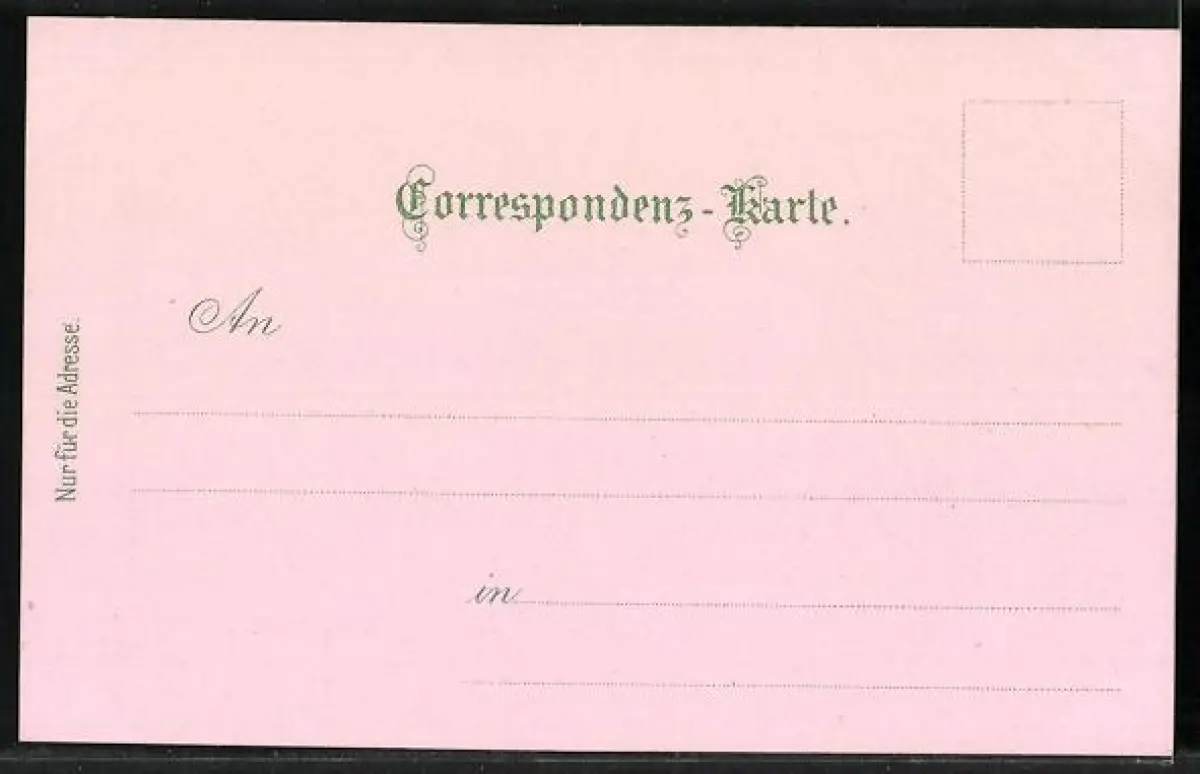 Correspondenz-Karte.
An
in
Nur für die Adresse.